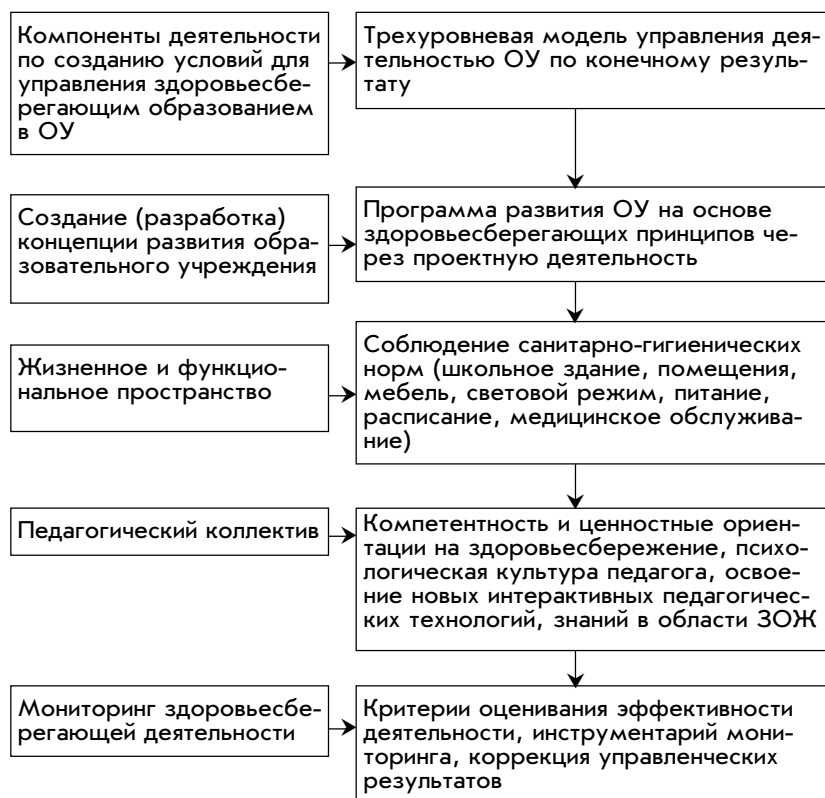 Компоненты деятельности
по созданию условий для
управления здоровьесбе-
регающим образованием
в ОУ
Трехуровневая модель управления дея-
тельностью ОУ по конечному резуль-
тату
Создание (разработка)
концепции развития обра-
зовательного учреждения
Программа развития ОУ на основе
здоровьесберегающих принципов че-
рез проектную деятельность
Жизненное и функцио-
нальное пространство
Соблюдение санитарно-гигиенических
норм (школьное здание, помещения,
мебель, световой режим, питание,
расписание, медицинское обслужива-
ние)
Педагогический коллектив
Компетентность и ценностные ориен-
тации на здоровьесбережение, психо-
логическая культура педагога, освое-
ние новых интерактивных педагогиче-
ских технологий, знаний в области ЗОЖ
Мониторинг здоровьесбе-
регающей деятельности
Критерии оценивания эффективности
деятельности, инструментарий мони-
торинга, коррекция управленческих
результатов